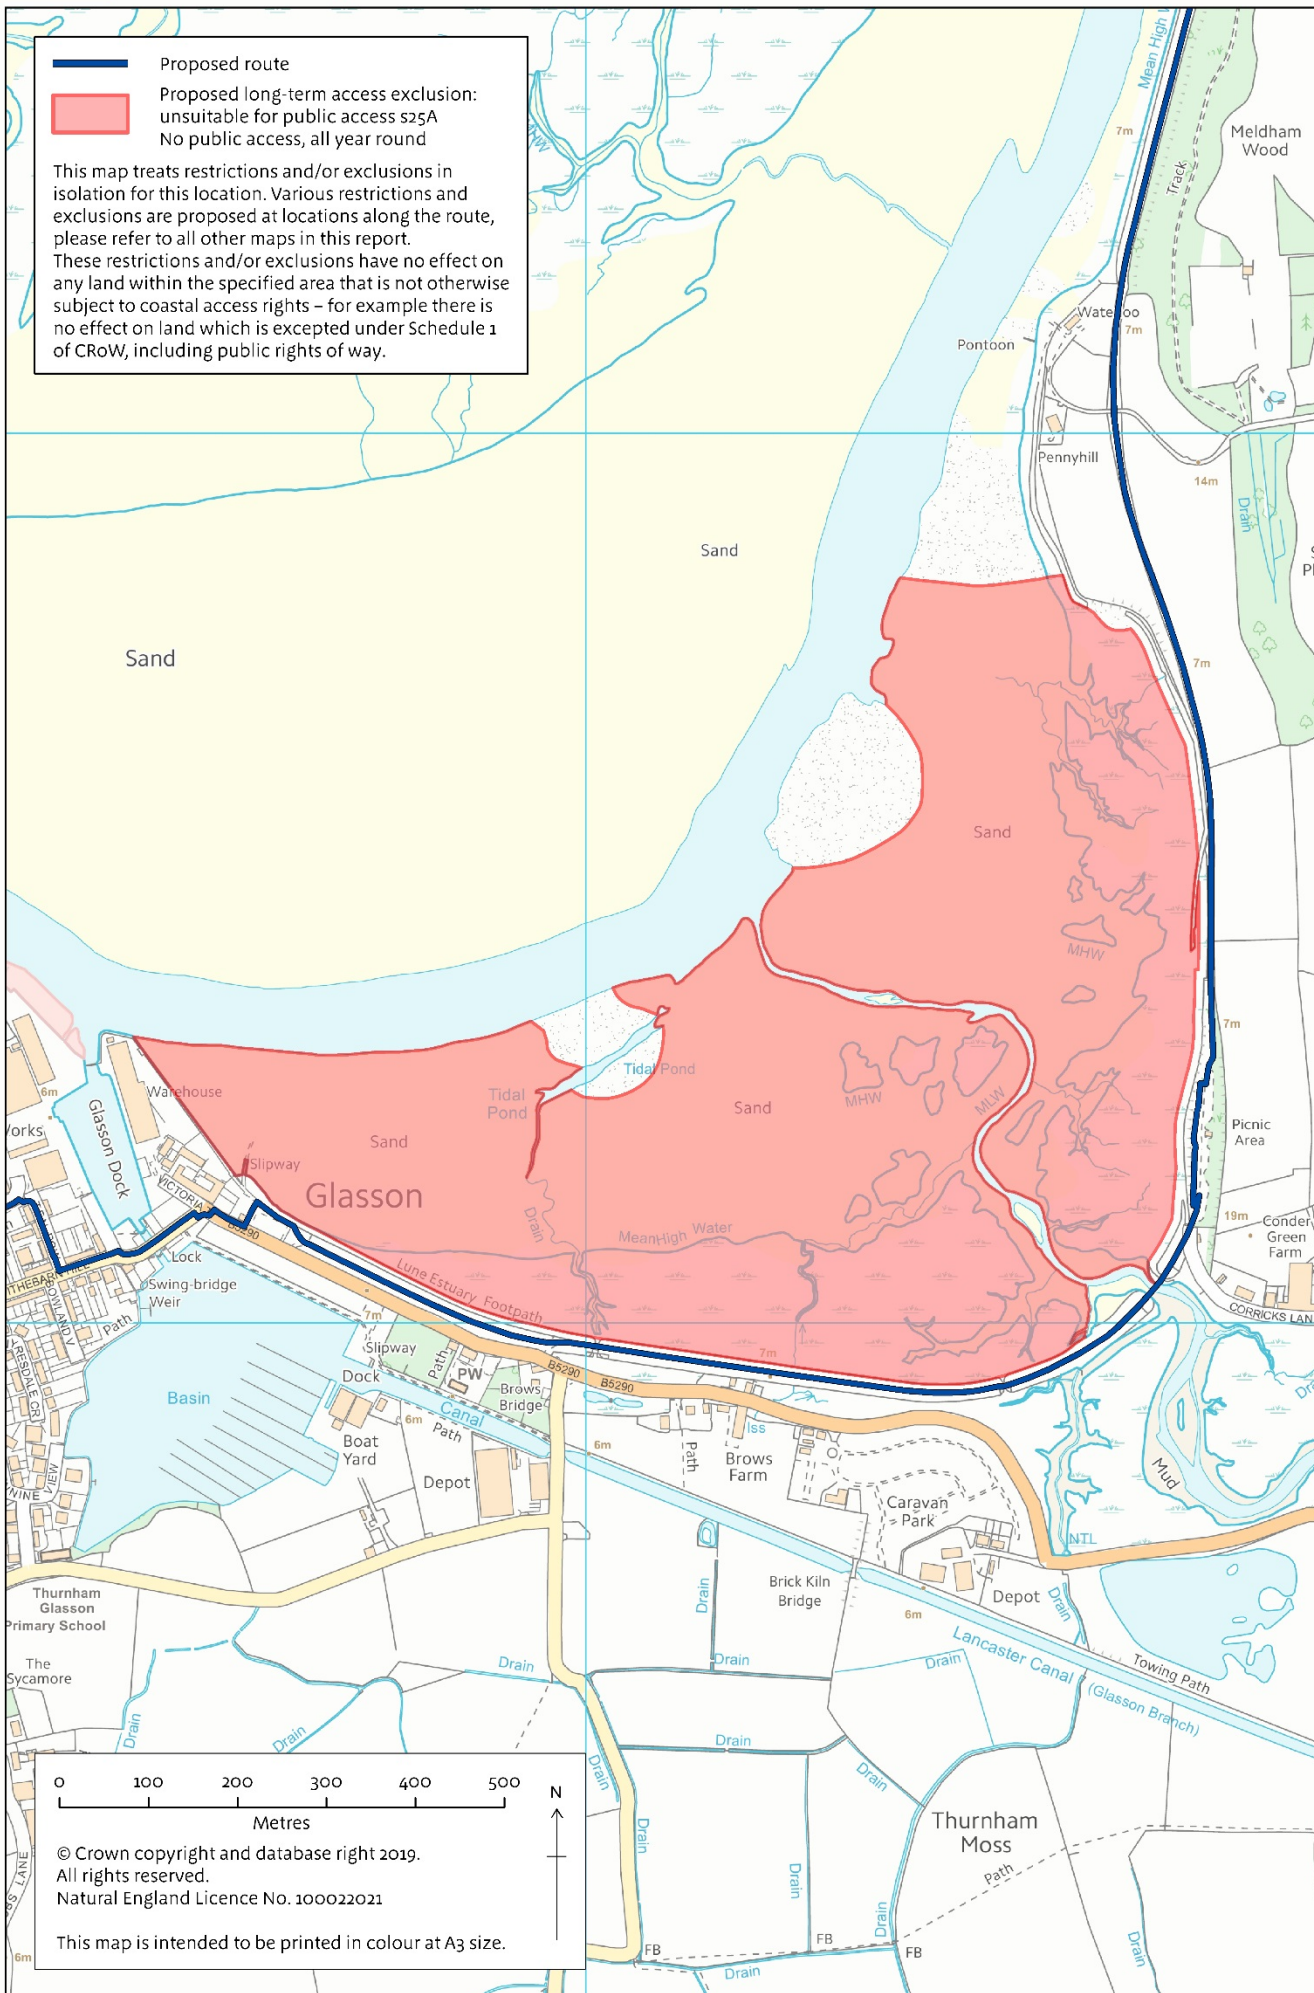 Proposed route
Proposed long-term access exclusion:
unsuitable for public access s25A
No public access, all year round
This map treats restrictions and/or exclusions in
isolation for this location. Various restrictions and
exclusions are proposed at locations along the route,
please refer to all other maps in this report.
These restrictions and/or exclusions have no effect on
any land within the specified area that is not otherwise
subject to coastal access rights – for example there is
no effect on land which is excepted under Schedule 1
of CRoW, including public rights of way.
Mean High
7m
Meldham
Wood
Track
Waterloo
7m
Pontoon
Pennyhill
14m
Drain
Sand
Sand
7m
Sand
MHW
7m
Tidal Pond
Tidal
Pond
Sand
MHW
MLW
Picnic
Area
Warehouse
6m
Glasson Dock
Sand
Slipway
Glasson
VICTORIA
B5290
Drain
Mean High Water
19m
Conder
Green
Farm
Lock
Swing-bridge
Weir
Lune Estuary Footpath
CORRICKS LAN
Path
7m
Slipway
Dock
Path
PW
Brows
Bridge
B5290
B5290
7m
Basin
Canal
Path
6m
6m
Boat
Yard
Depot
Path
Iss
Brows
Farm
Caravan
Park
Mud
NTL
Thurnham
Glasson
Primary School
The
Sycamore
Drain
Brick Kiln
Bridge
6m
Depot
Drain
Lancaster Canal (Glasson Branch)
Towing Path
Drain
Drain
Drain
Drain
Drain
Drain
Drain
Drain
Drain
Drain
Drain
Drain
Drain
Thurnham
Moss
Path
FB
FB
FB
6m
0 100 200 300 400 500
Metres
N
© Crown copyright and database right 2019.
All rights reserved.
Natural England Licence No. 100022021
This map is intended to be printed in colour at A3 size.